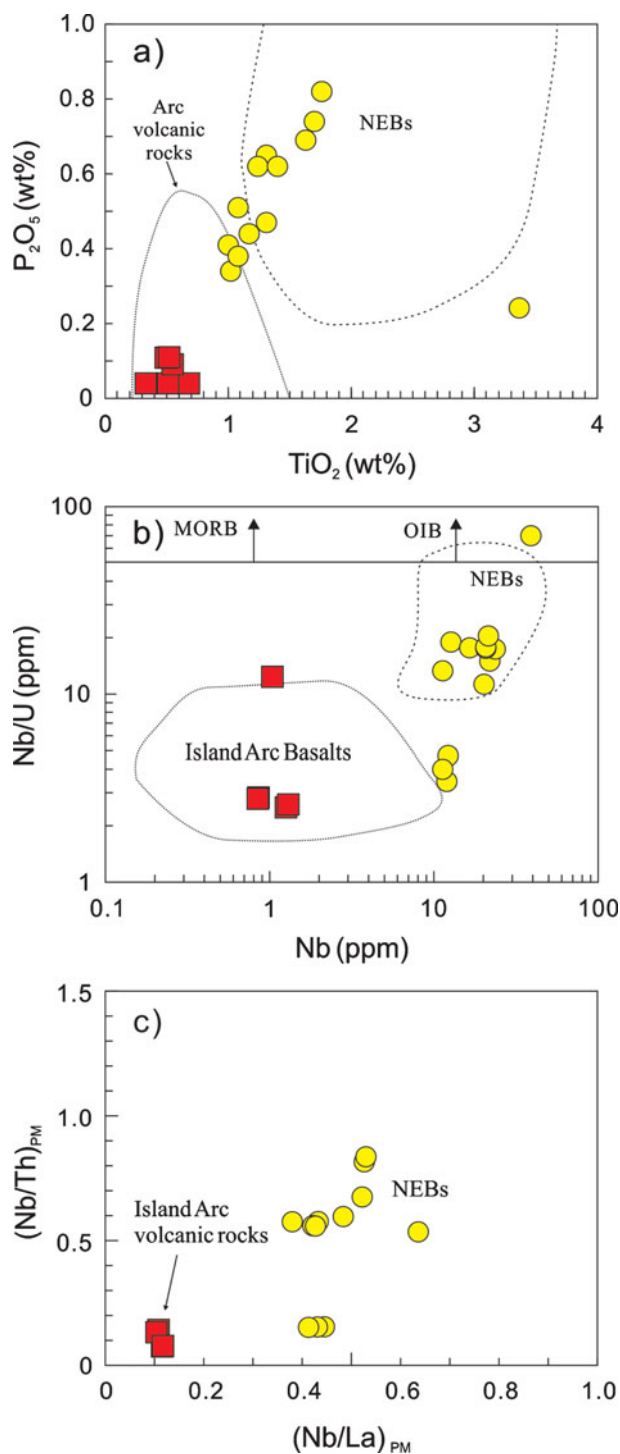 a)
1.0
0.8
0.6
0.4
0.2
0
P₂O₅ (wt%)
Arc
volcanic
rocks
NEBs
0
1
2
3
4
TiO₂ (wt%)
b)
100
10
1
Nb/U (ppm)
MORB
OIB
NEBs
Island Arc Basalts
0.1
1
10
100
Nb (ppm)
c)
1.5
1.0
0.5
0
(Nb/Th)PM
Island Arc
volcanic rocks
NEBs
0
0.2
0.4
0.6
0.8
1.0
(Nb/La)PM